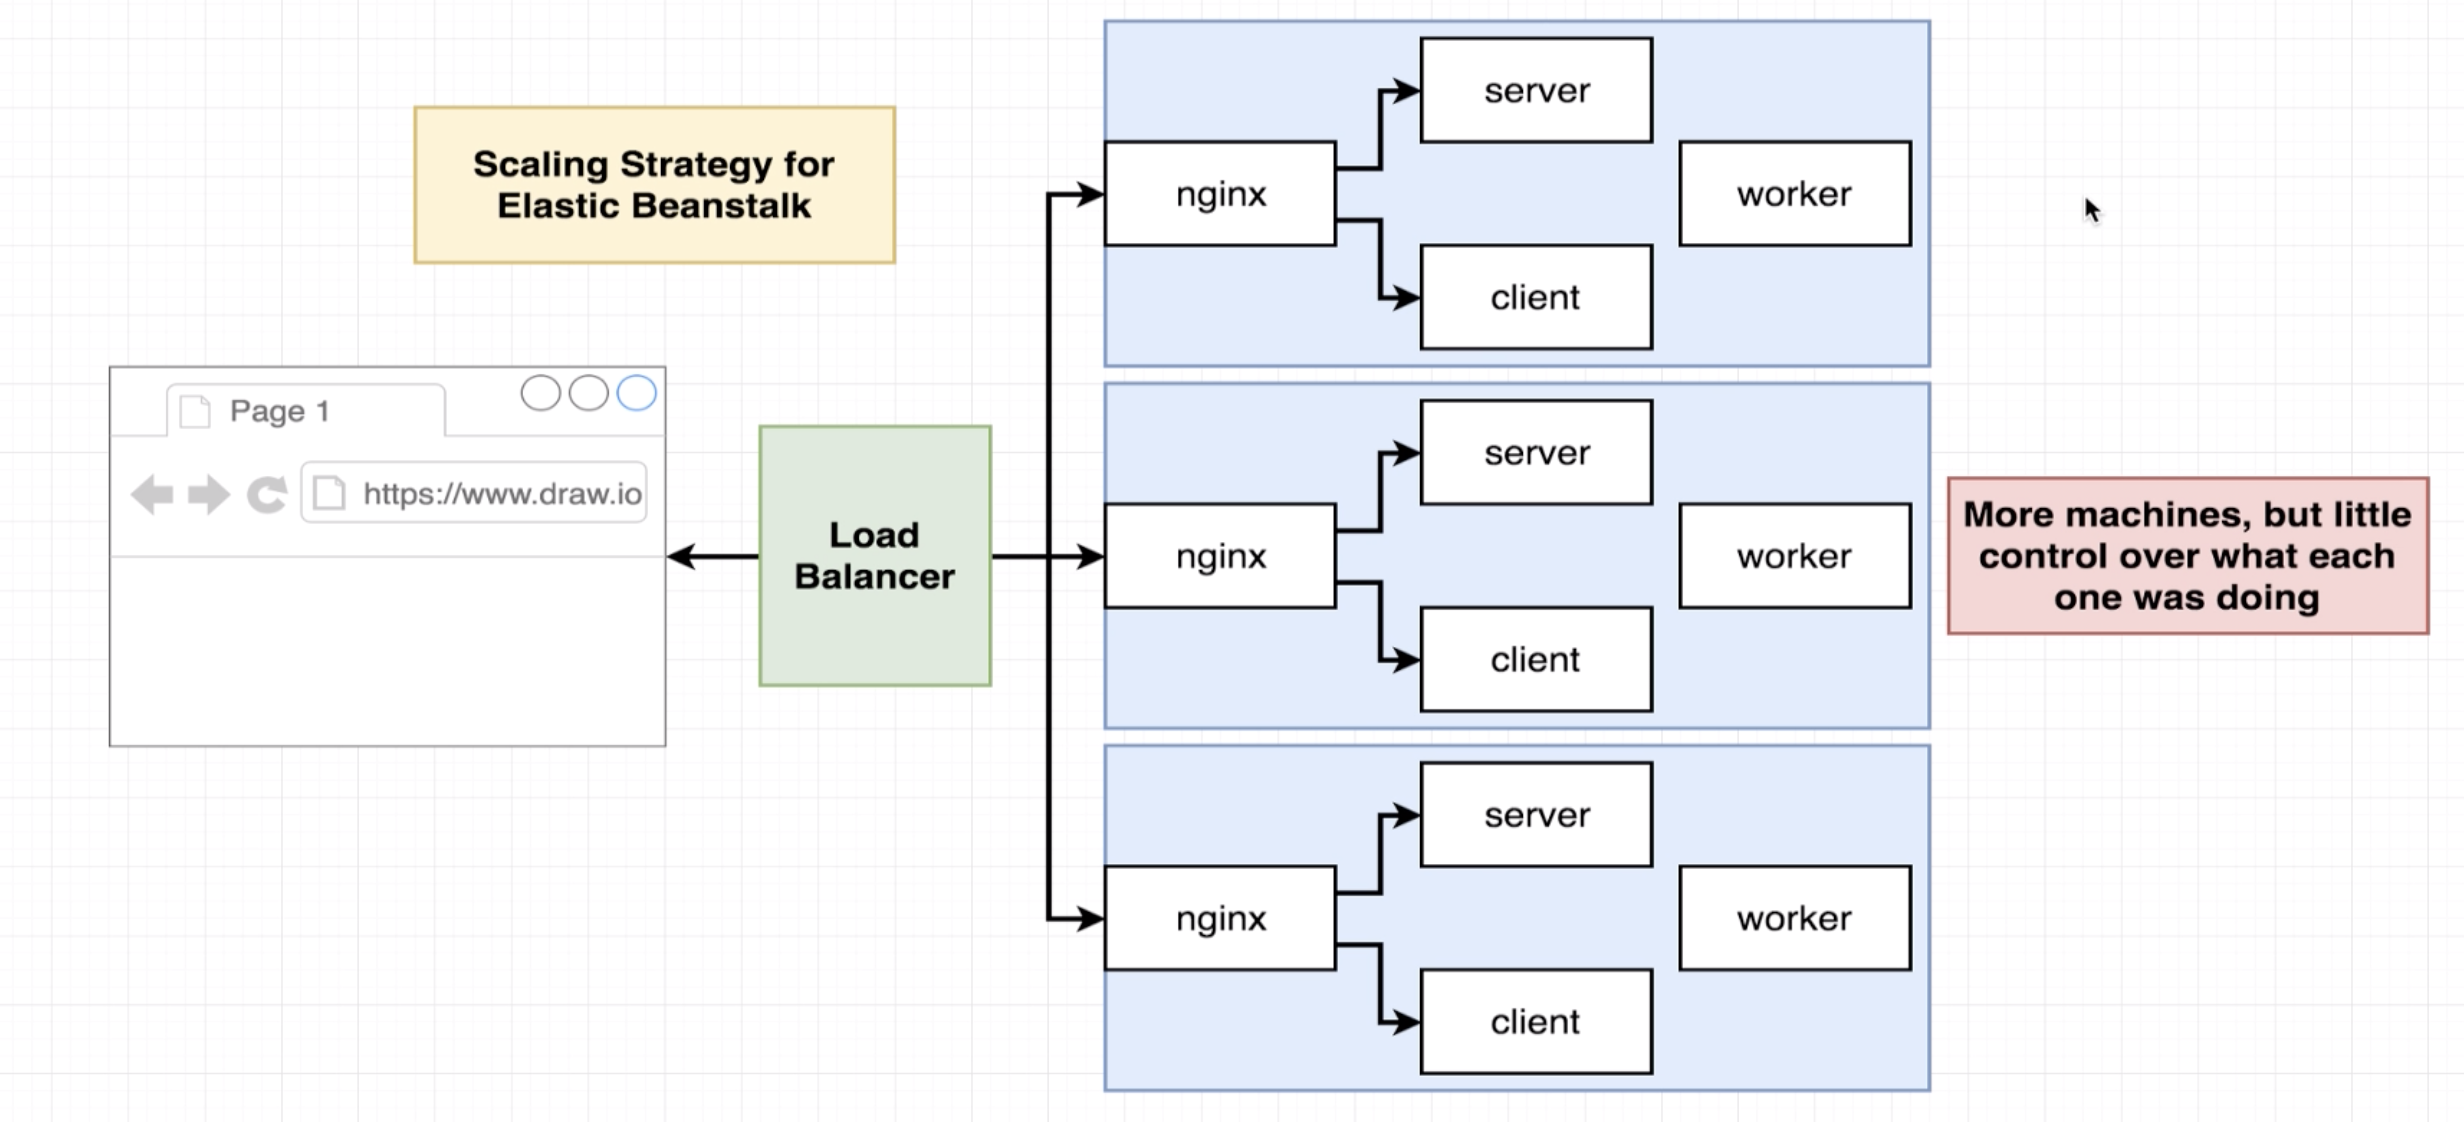 Scaling Strategy for
Elastic Beanstalk
Page 1
https://www.draw.io
Load
Balancer
server
nginx
worker
client
server
nginx
worker
client
server
nginx
worker
client
More machines, but little
control over what each
one was doing